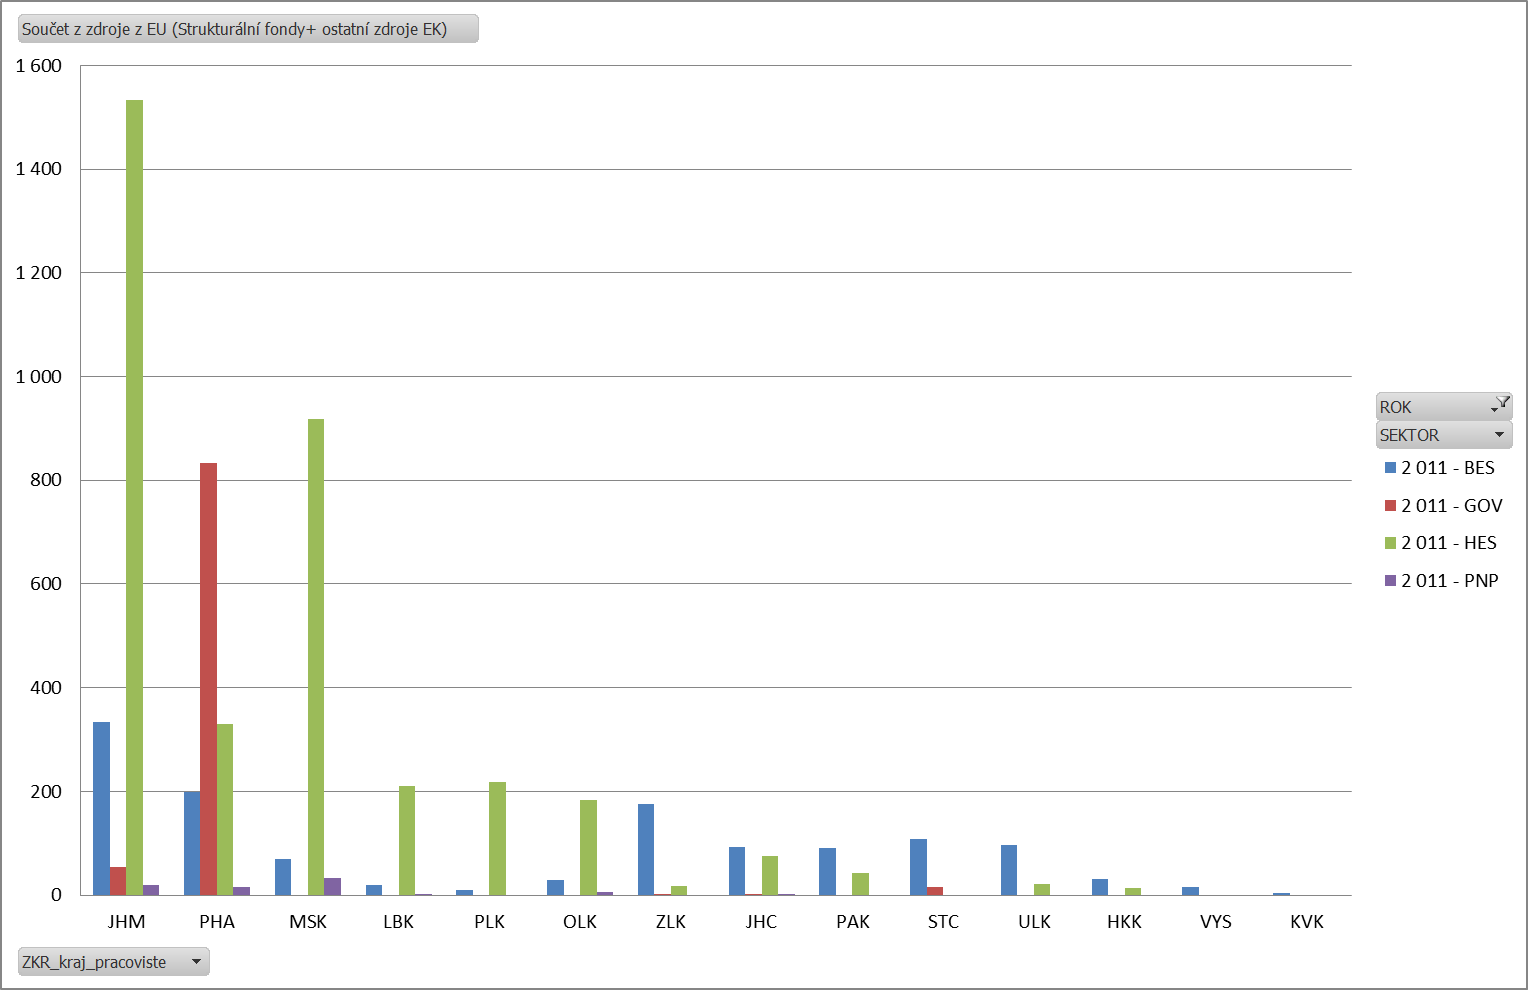 Součet z zdroje z EU (Strukturální fondy+ ostatní zdroje EK)
1 600
1 400
1 200
1 000
800
600
400
200
0
JHM PHA MSK LBK PLK OLK ZLK JHC PAK STC ULK HKK VYS KVK
ROK
SEKTOR
2 011 - BES
2 011 - GOV
2 011 - HES
2 011 - PNP
ZKR_kraj_pracoviste